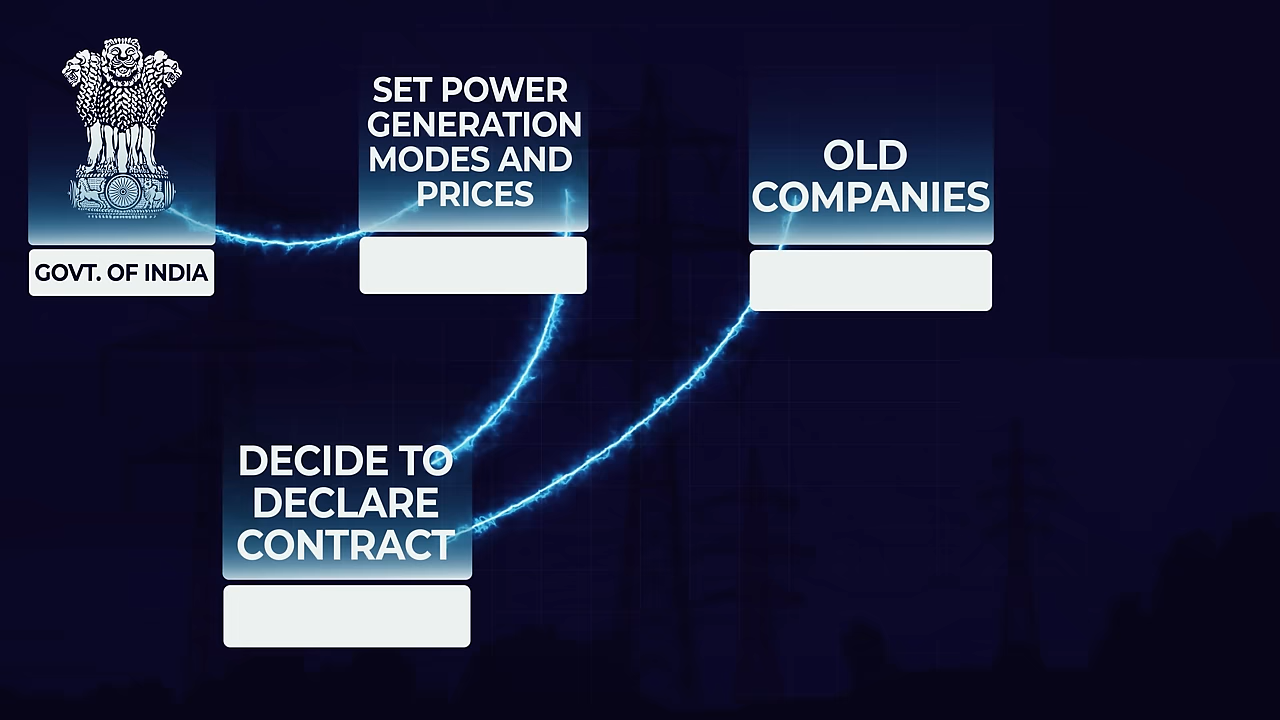 GOVT. OF INDIA
SET POWER
GENERATION
MODES AND
PRICES
OLD
COMPANIES
DECIDE TO
DECLARE
CONTRACT